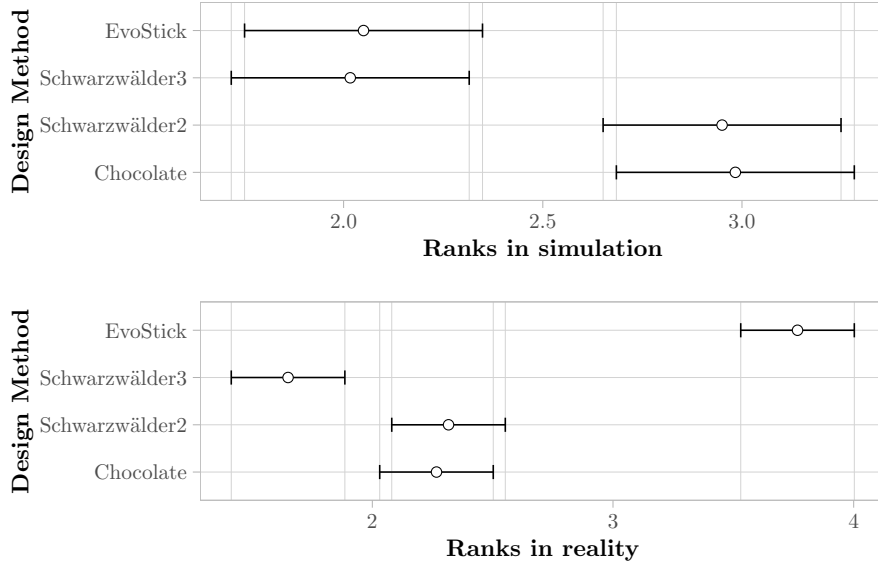 Design Method
EvoStick
Schwarzwälder3
Schwarzwälder2
Chocolate
2.0 2.5 3.0
Ranks in simulation
Design Method
EvoStick
Schwarzwälder3
Schwarzwälder2
Chocolate
2 3 4
Ranks in reality